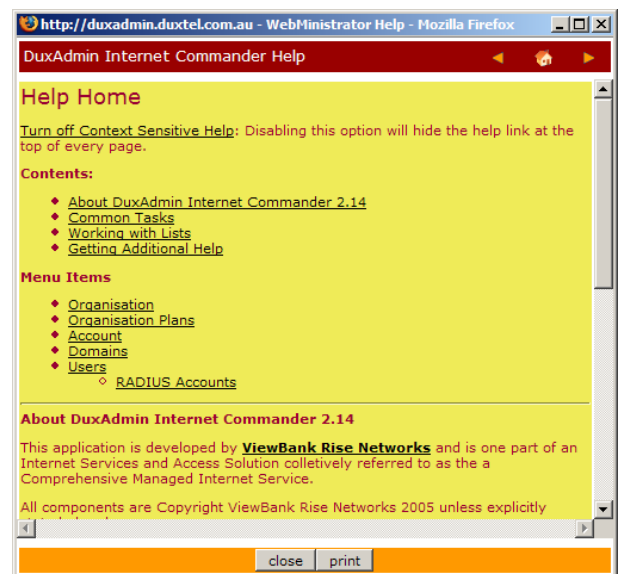 http://duxadmin.duxtel.com.au - WebMinistrator Help - Mozilla Firefox
DuxAdmin Internet Commander Help
Help Home
Turn off Context Sensitive Help: Disabling this option will hide the help link at the
top of every page.
Contents:
About DuxAdmin Internet Commander 2.14
Common Tasks
Working with Lists
Getting Additional Help
Menu Items
Organisation
Organisation Plans
Account
Domains
Users
RADIUS Accounts
About DuxAdmin Internet Commander 2.14
This application is developed by ViewBank Rise Networks and is one part of an
Internet Services and Access Solution colletively referred to as the a
Comprehensive Managed Internet Service.
All components are Copyright ViewBank Rise Networks 2005 unless explicitly
close print